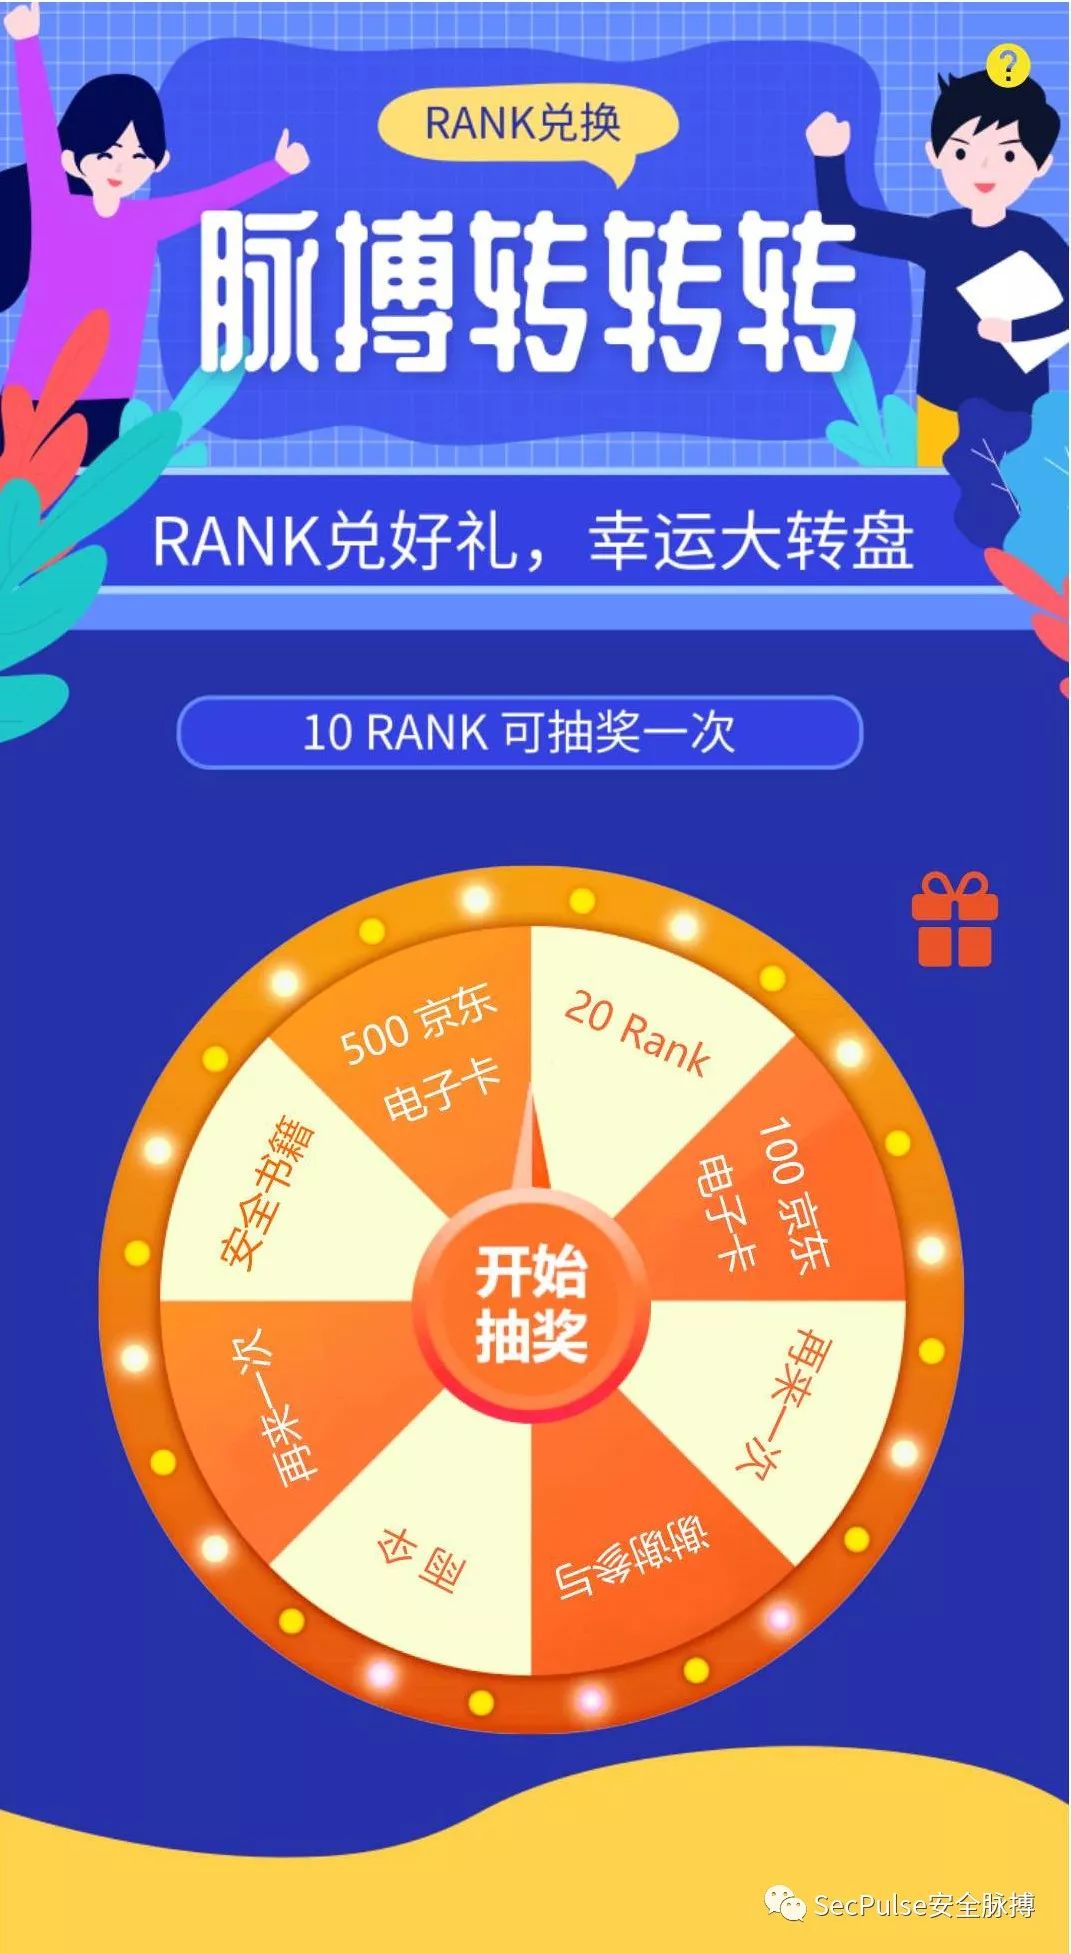 ?
RANK兑换
脉搏转转转
RANK兑好礼，幸运大转盘
10 RANK 可抽奖一次
500 京东
电子卡
20 Rank
100 京东
电子卡
再来一次
谢谢参与
雨伞
再来一次
安全书籍
开始
抽奖
SecPulse安全脉搏